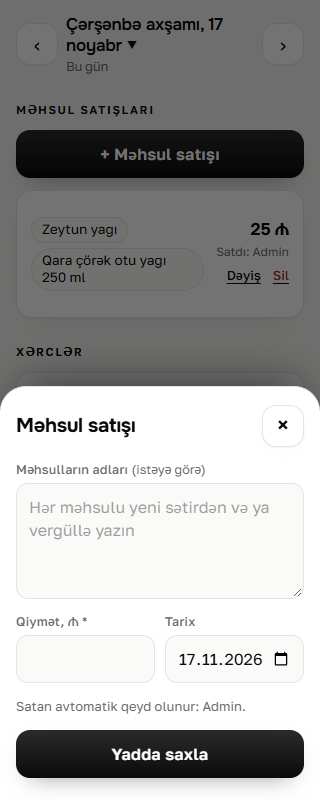 ‹
Çərşənbə axşamı, 17
noyabr ▼
Bu gün
›
MƏHSUL SATIŞLARI
+ Məhsul satışı
Zeytun yağı
Qara çörək otu yağı
250 ml
25 ₼
Satdı: Admin
Dəyiş Sil
XƏRCLƏR
Məhsul satışı
×
Məhsulların adları (istəyə görə)
Hər məhsulu yeni sətirdən və ya
vergüllə yazın
Qiymət, ₼ *
Tarix
17.11.2026
Satan avtomatik qeyd olunur: Admin.
Yadda saxla